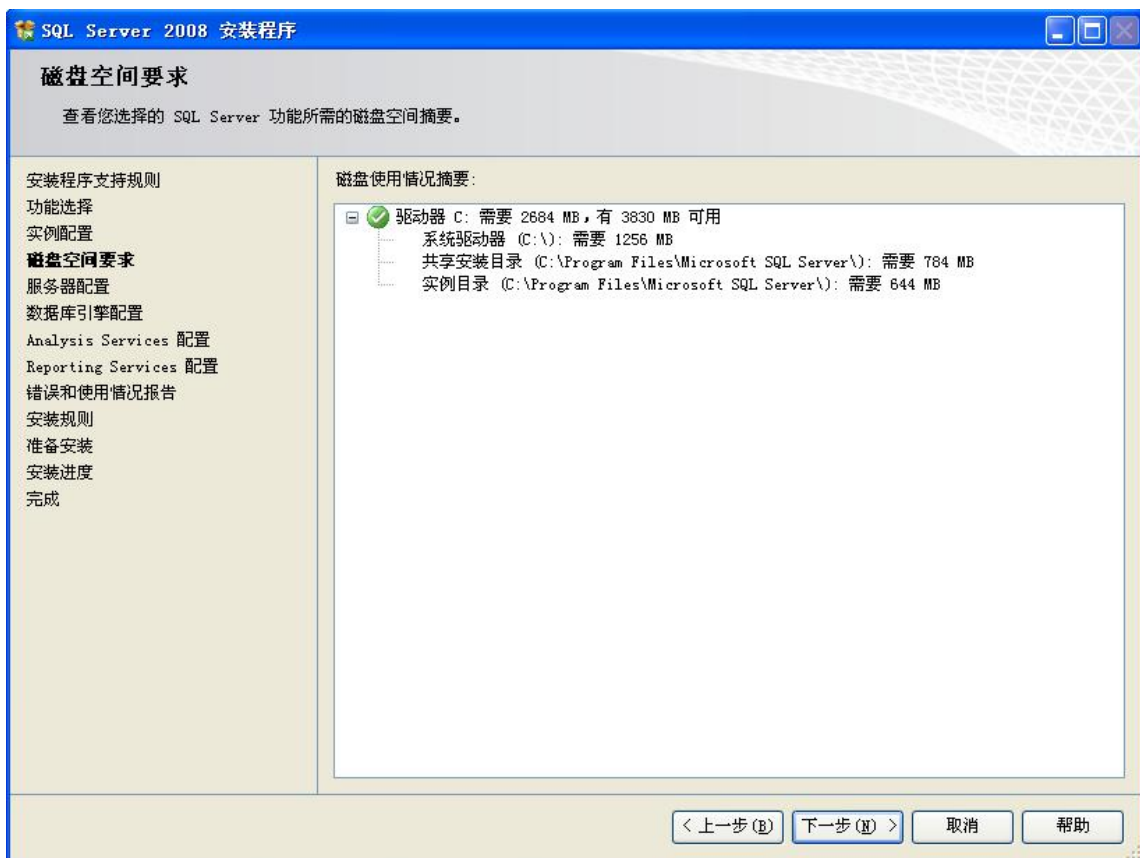 SQL Server 2008 安装程序
磁盘空间要求
查看您选择的 SQL Server 功能所需的磁盘空间摘要。
安装程序支持规则
功能选择
实例配置
磁盘空间要求
服务器配置
数据库引擎配置
Analysis Services 配置
Reporting Services 配置
错误和使用情况报告
安装规则
准备安装
安装进度
完成
磁盘使用情况摘要:
驱动器 C: 需要 2684 MB，有 3830 MB 可用
系统驱动器 (C:\): 需要 1256 MB
共享安装目录 (C:\Program Files\Microsoft SQL Server\): 需要 784 MB
实例目录 (C:\Program Files\Microsoft SQL Server\): 需要 644 MB
< 上一步(B) 下一步(N) > 取消 帮助